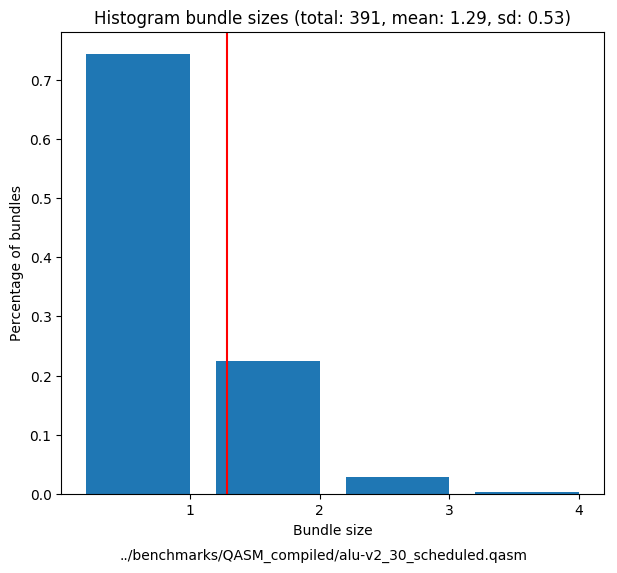 Histogram bundle sizes (total: 391, mean: 1.29, sd: 0.53)
Percentage of bundles
0.7
0.6
0.5
0.4
0.3
0.2
0.1
0.0
1 2 3 4
Bundle size
../benchmarks/QASM_compiled/alu-v2_30_scheduled.qasm